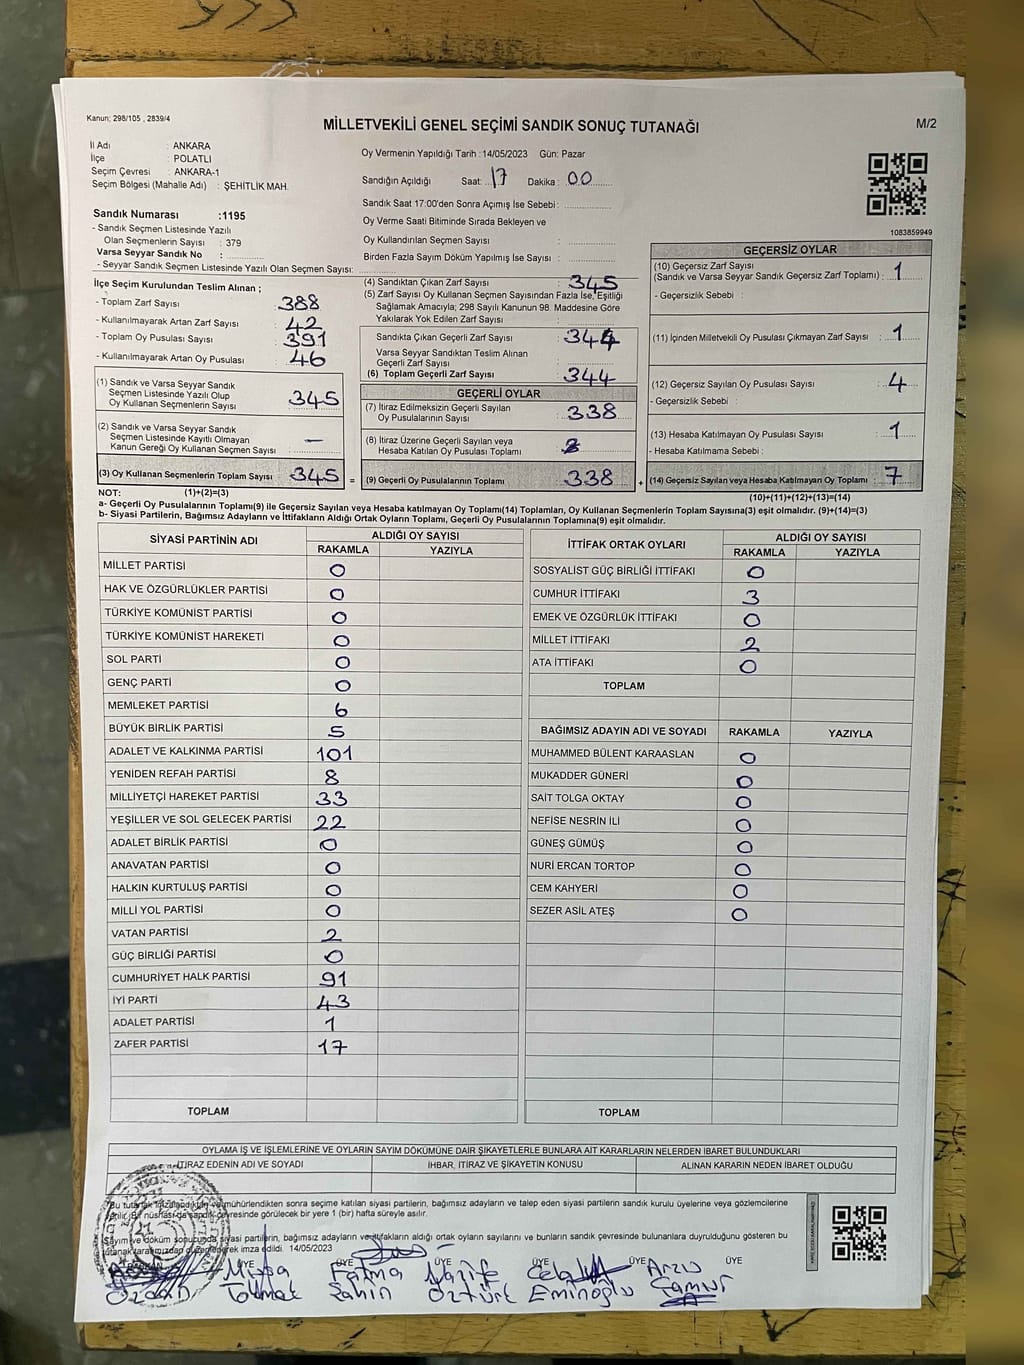 Kanun; 298/105 , 2839/4
MİLLETVEKİLİ GENEL SEÇİMİ SANDIK SONUÇ TUTANAĞI
M/2
İl Adı : ANKARA
İlçe : POLATLI
Seçim Çevresi : ANKARA-1
Seçim Bölgesi (Mahalle Adı) : ŞEHİTLİK MAH.
Oy Vermenin Yapıldığı Tarih : 14/05/2023 Gün: Pazar
Sandığın Açıldığı Saat: 17 Dakika : 00
Sandık Saat 17:00'den Sonra Açımış İse Sebebi :
Oy Verme Saati Bitiminde Sırada Bekleyen ve
Oy Kullandırılan Seçmen Sayısı :
Birden Fazla Sayım Döküm Yapılmış İse Sayısı :
1083859949
Sandık Numarası :1195
- Sandık Seçmen Listesinde Yazılı
Olan Seçmenlerin Sayısı : 379
Varsa Seyyar Sandık No :
- Seyyar Sandık Seçmen Listesinde Yazılı Olan Seçmen Sayısı:
İlçe Seçim Kurulundan Teslim Alınan ;
- Toplam Zarf Sayısı 388
- Kullanılmayarak Artan Zarf Sayısı 42
- Toplam Oy Pusulası Sayısı 391
- Kullanılmayarak Artan Oy Pusulası 46
(1) Sandık ve Varsa Seyyar Sandık
Seçmen Listesinde Yazılı Olup
Oy Kullanan Seçmenlerin Sayısı 345
(2) Sandık ve Varsa Seyyar Sandık
Seçmen Listesinde Kayıtlı Olmayan
Kanun Gereği Oy Kullanan Seçmen Sayısı —
(3) Oy Kullanan Seçmenlerin Toplam Sayısı 345 =
(4) Sandıktan Çıkan Zarf Sayısı 345
(5) Zarf Sayısı Oy Kullanan Seçmen Sayısından Fazla İse, Eşitliği
Sağlamak Amacıyla; 298 Sayılı Kanunun 98. Maddesine Göre
Yakılarak Yok Edilen Zarf Sayısı :
Sandıkta Çıkan Geçerli Zarf Sayısı : 344
Varsa Seyyar Sandıktan Teslim Alınan
Geçerli Zarf Sayısı :
(6) Toplam Geçerli Zarf Sayısı : 344
GEÇERLİ OYLAR
(7) İtiraz Edilmeksizin Geçerli Sayılan
Oy Pusulalarının Sayısı : 338
(8) İtiraz Üzerine Geçerli Sayılan veya
Hesaba Katılan Oy Pusulası Toplamı :
(9) Geçerli Oy Pusulalarının Toplamı : 338 +
GEÇERSİZ OYLAR
(10) Geçersiz Zarf Sayısı
(Sandık ve Varsa Seyyar Sandık Geçersiz Zarf Toplamı) : 1
- Geçersizlik Sebebi :
(11) İçinden Milletvekili Oy Pusulası Çıkmayan Zarf Sayısı : 1
(12) Geçersiz Sayılan Oy Pusulası Sayısı : 4
- Geçersizlik Sebebi :
(13) Hesaba Katılmayan Oy Pusulası Sayısı : 1
- Hesaba Katılmama Sebebi :
(14) Geçersiz Sayılan veya Hesaba Katılmayan Oy Toplamı : 7
NOT: (1)+(2)=(3)
(10)+(11)+(12)+(13)=(14)
a- Geçerli Oy Pusulalarının Toplamı(9) ile Geçersiz Sayılan veya Hesaba Katılmayan oy Toplamı(14) Toplamları, Oy Kullanan Seçmenlerin Toplam Sayısına(3) eşit olmalıdır. (9)+(14)=(3)
b- Siyasi Partilerin, Bağımsız Adayların ve İttifakların Aldığı Ortak Oyların Toplamı, Geçerli Oy Pusulalarının Toplamına(9) eşit olmalıdır.
SİYASİ PARTİNİN ADI ALDIĞI OY SAYISI
RAKAMLA YAZIYLA
MİLLET PARTİSİ 0
HAK VE ÖZGÜRLÜKLER PARTİSİ 0
TÜRKİYE KOMÜNİST PARTİSİ 0
TÜRKİYE KOMÜNİST HAREKETİ 0
SOL PARTİ 0
GENÇ PARTİ 0
MEMLEKET PARTİSİ 6
BÜYÜK BİRLİK PARTİSİ 5
ADALET VE KALKINMA PARTİSİ 101
YENİDEN REFAH PARTİSİ 8
MİLLİYETÇİ HAREKET PARTİSİ 33
YEŞİLLER VE SOL GELECEK PARTİSİ 22
ADALET BİRLİK PARTİSİ 0
ANAVATAN PARTİSİ 0
HALKIN KURTULUŞ PARTİSİ 0
MİLLİ YOL PARTİSİ 0
VATAN PARTİSİ 2
GÜÇ BİRLİĞİ PARTİSİ 0
CUMHURİYET HALK PARTİSİ 91
İYİ PARTİ 43
ADALET PARTİSİ 1
ZAFER PARTİSİ 17
TOPLAM
İTTİFAK ORTAK OYLARI ALDIĞI OY SAYISI
RAKAMLA YAZIYLA
SOSYALİST GÜÇ BİRLİĞİ İTTİFAKI 0
CUMHUR İTTİFAKI 3
EMEK VE ÖZGÜRLÜK İTTİFAKI 0
MİLLET İTTİFAKI 2
ATA İTTİFAKI 0
TOPLAM
BAĞIMSIZ ADAYIN ADI VE SOYADI RAKAMLA YAZIYLA
MUHAMMED BÜLENT KARAASLAN 0
MUKADDER GÜNERİ 0
SAİT TOLGA OKTAY 0
NEFİSE NESRİN İLİ 0
GÜNEŞ GÜMÜŞ 0
NURİ ERCAN TORTOP 0
CEM KAHYERİ 0
SEZER ASİL ATEŞ 0
TOPLAM
OYLAMA İŞ VE İŞLEMLERİNE VE OYLARIN SAYIM DÖKÜMÜNE DAİR ŞİKAYETLERLE BUNLARA AİT KARARLARIN NELERDEN İBARET BULUNDUKLARI
İTİRAZ EDENİN ADI VE SOYADI İHBAR, İTİRAZ VE ŞİKAYETİN KONUSU ALINAN KARARIN NEDEN İBARET OLDUĞU
Bu tutanak mühürlendikten sonra seçime katılan siyasi partilerin, bağımsız adayların ve talep eden siyasi partilerin sandık kurulu üyelerine veya gözlemcilerine
Bir nüshası da sandık çevresinde görülecek bir yere 1 (bir) hafta süreyle asılır.
Sayım ve döküm sonucunda siyasi partilerin, bağımsız adayların ve ittifakların aldığı ortak oyların sayılarını ve bunların sandık çevresinde bulunanlara duyrulduğunu gösteren bu
tutanak tarafımızdan düzenlenerek imza edildi. 14/05/2023
BAŞKAN ÜYE ÜYE ÜYE ÜYE ÜYE ÜYE
Fatma Nazife Arzu
Özcan Tokmak Şahin Öztürk Eminoğlu